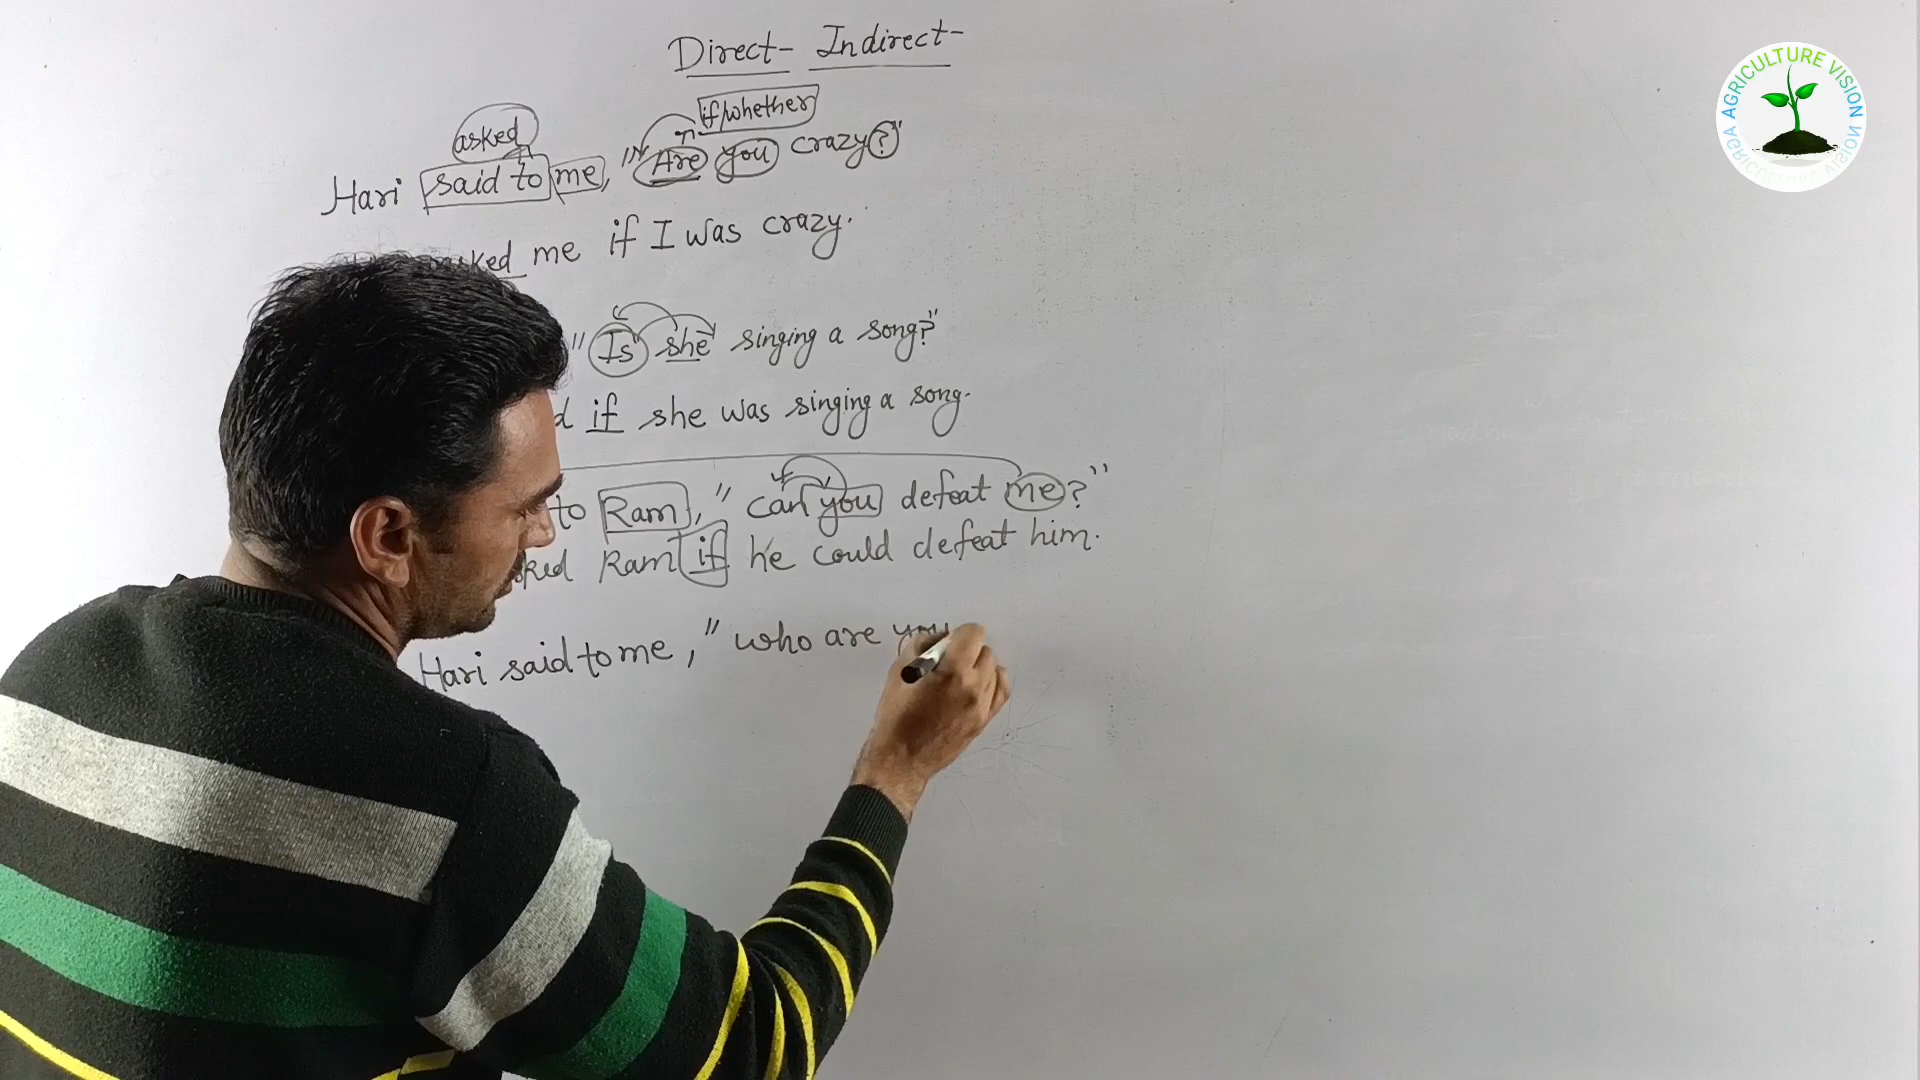 Direct- Indirect-
if/whether
asked
Hari said to me, "Are you crazy?"
asked me if I was crazy.
"Is she singing a song?"
if she was singing a song.
to Ram, "can you defeat me?"
Ram if he could defeat him.
Hari said to me, "who are you
AGRICULTURE VISION